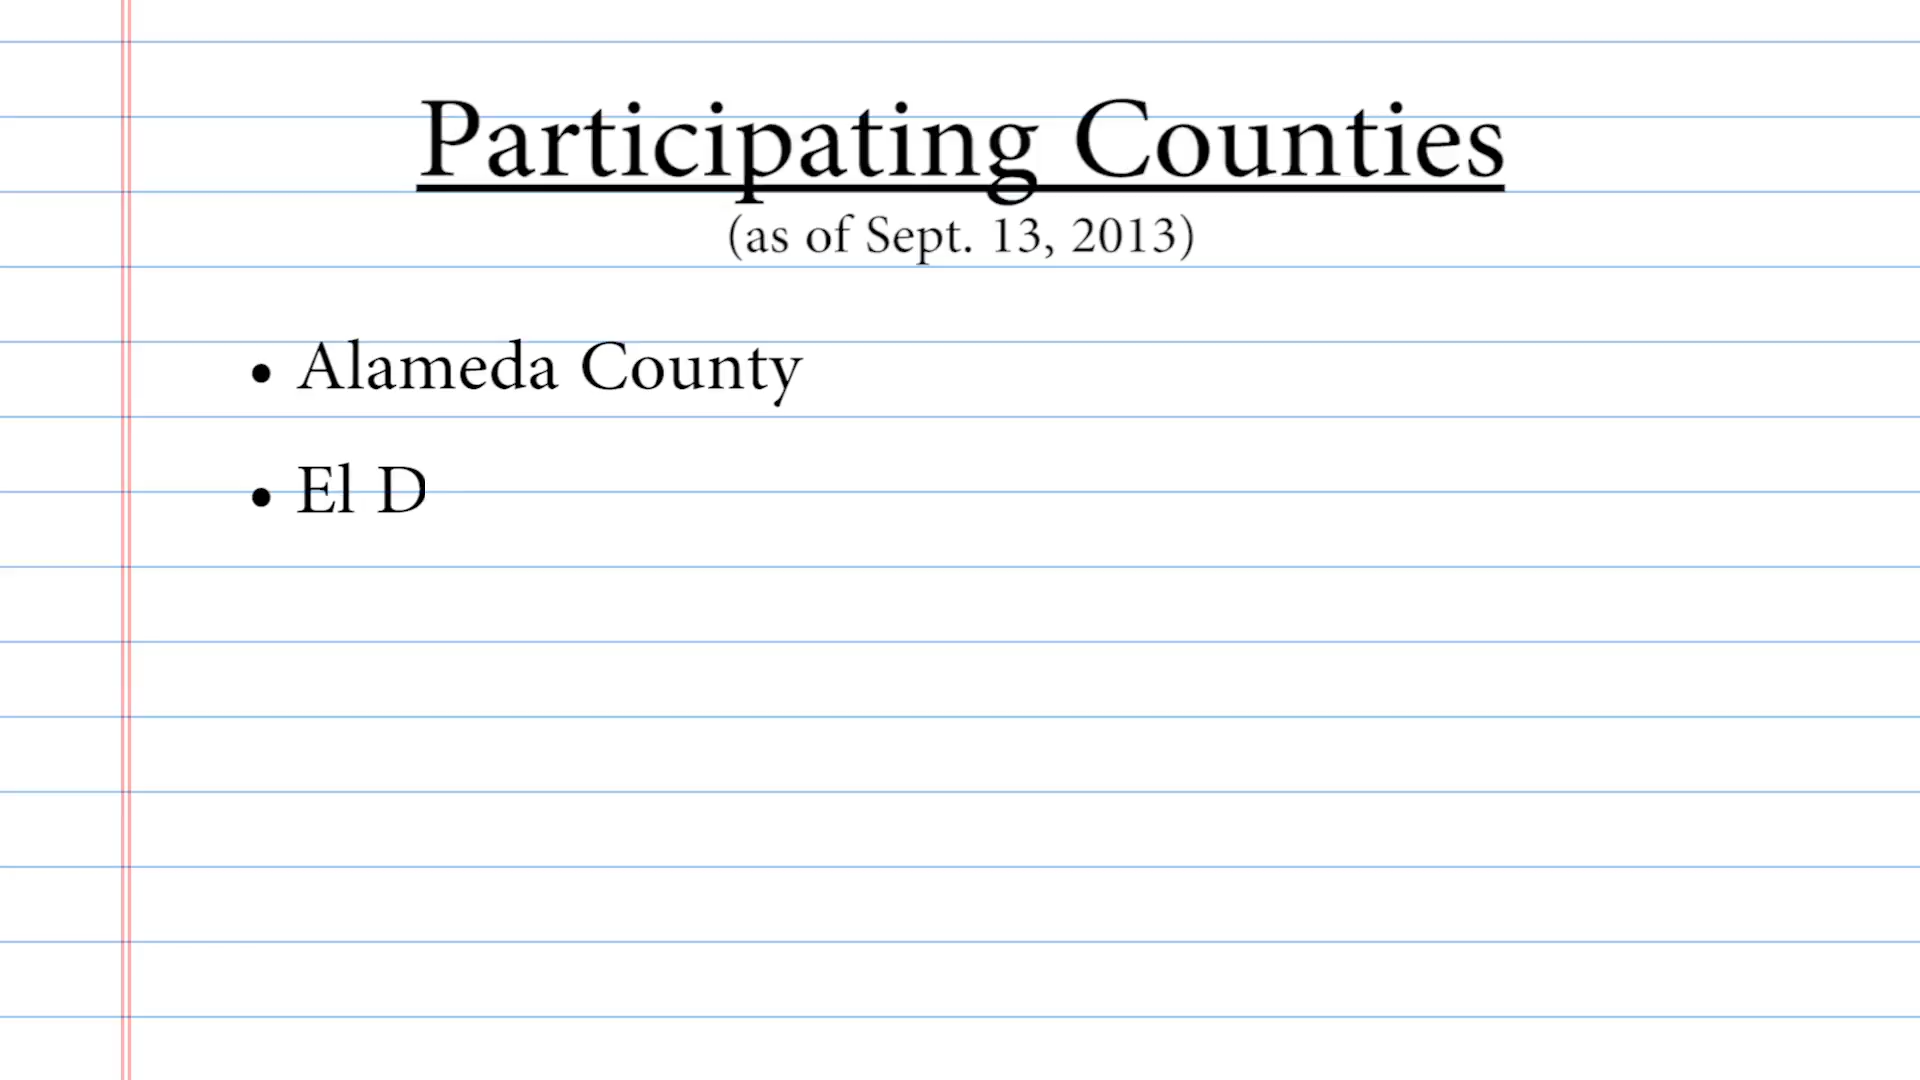 Participating Counties
(as of Sept. 13, 2013)
• Alameda County
• El D